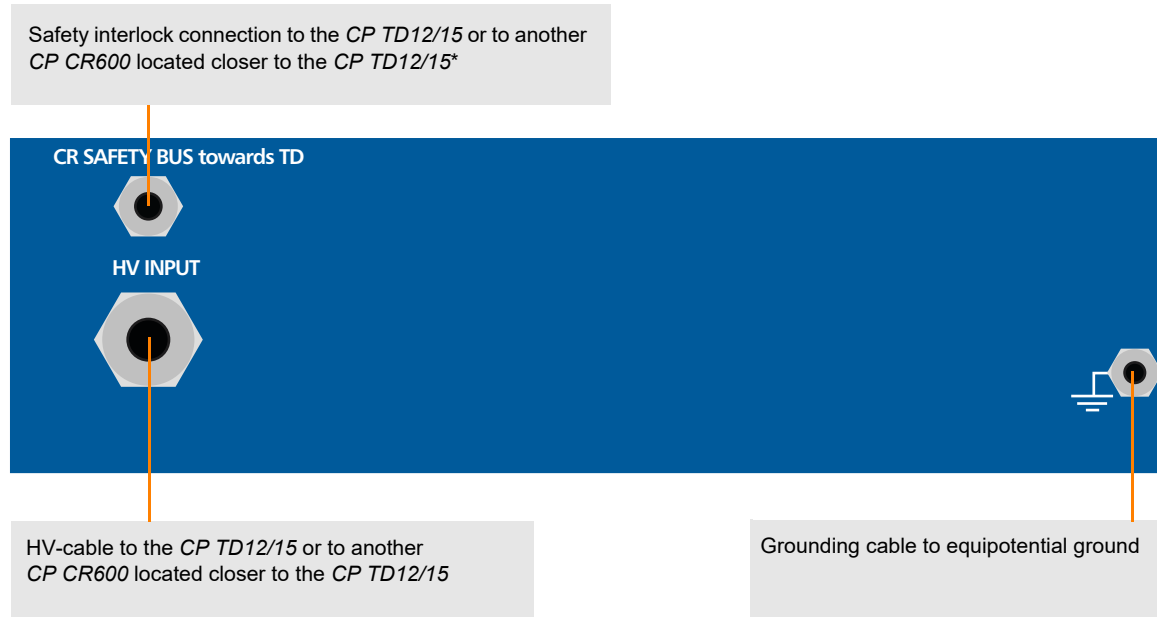 Safety interlock connection to the CP TD12/15 or to another
CP CR600 located closer to the CP TD12/15*
CR SAFETY BUS towards TD
HV INPUT
HV-cable to the CP TD12/15 or to another
CP CR600 located closer to the CP TD12/15
Grounding cable to equipotential ground